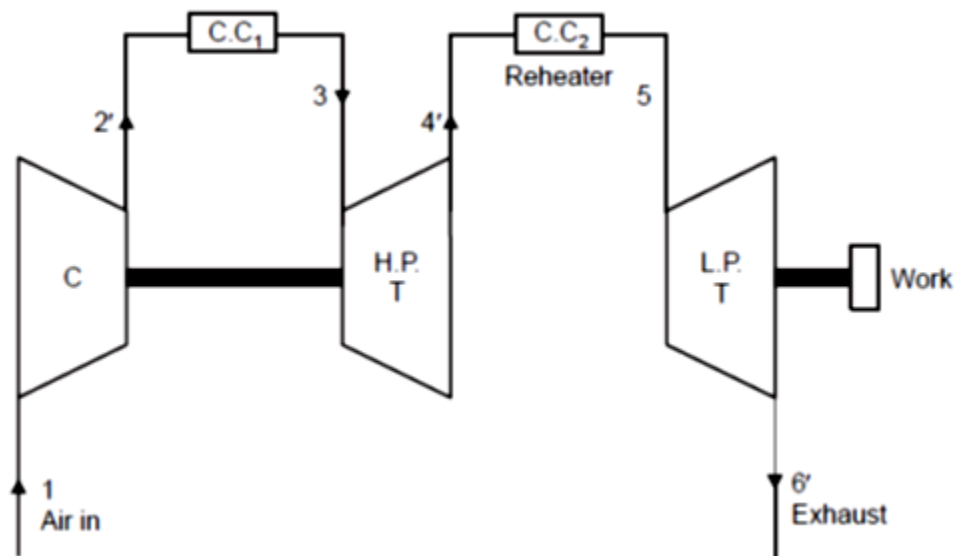 C.C₁
C.C₂
Reheater
2′
3
4′
5
C
H.P.
T
L.P.
T
Work
1
Air in
6′
Exhaust